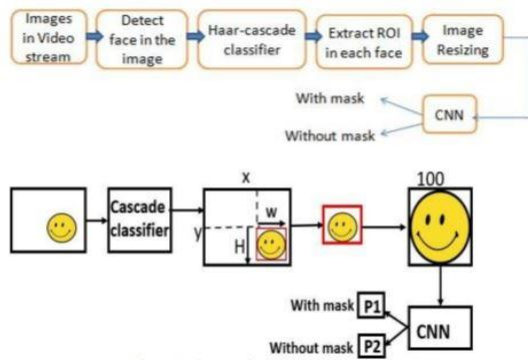 Images
in Video
stream
Detect
face in the
image
Haar-cascade
classifier
Extract ROI
in each face
Image
Resizing
With mask
CNN
Without mask
x
100
Cascade
classifier
y
w
H
With mask P1
CNN
Without mask P2